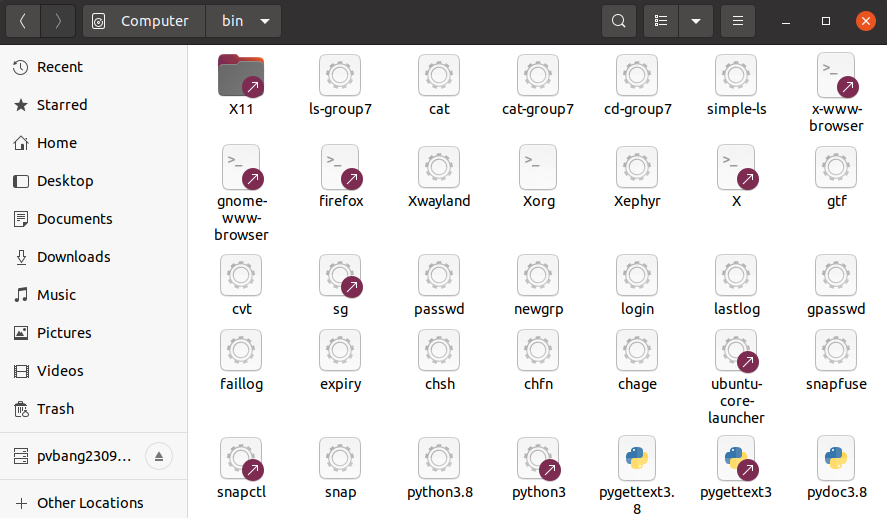 Computer bin
Recent
Starred
Home
Desktop
Documents
Downloads
Music
Pictures
Videos
Trash
pvbang2309...
Other Locations
X11 ls-group7 cat cat-group7 cd-group7 simple-ls x-www-
browser
gnome-
www-
browser
firefox Xwayland Xorg Xephyr X gtf
cvt sg passwd newgrp login lastlog gpasswd
faillog expiry chsh chfn chage ubuntu-
core-
launcher
snapfuse
snapctl snap python3.8 python3 pygettext3.
8
pygettext3 pydoc3.8